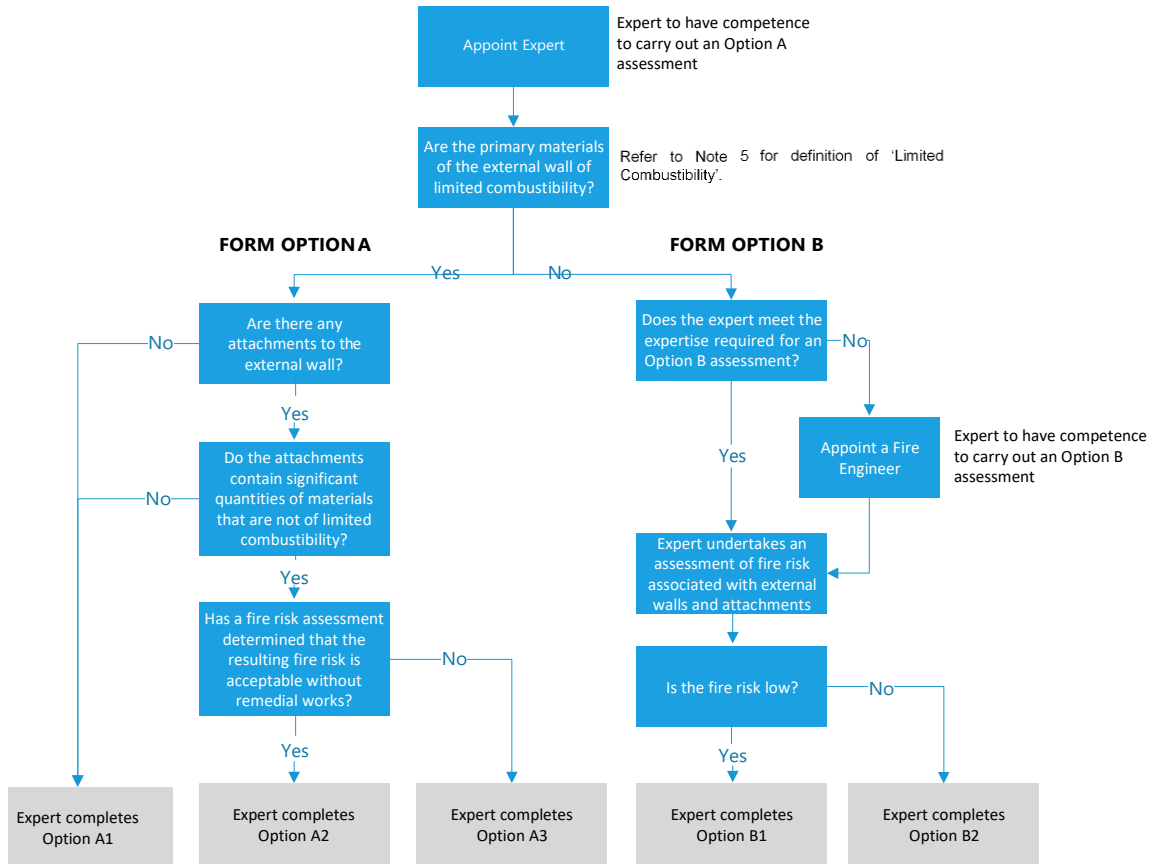 Appoint Expert
Expert to have competence
to carry out an Option A
assessment
Are the primary materials
of the external wall of
limited combustibility?
Refer to Note 5 for definition of ‘Limited
Combustibility’.
FORM OPTION A
FORM OPTION B
Yes
No
Are there any
attachments to the
external wall?
No
Yes
Does the expert meet the
expertise required for an
Option B assessment?
No
Yes
Appoint a Fire
Engineer
Expert to have competence
to carry out an Option B
assessment
Do the attachments
contain significant
quantities of materials
that are not of limited
combustibility?
No
Yes
Expert undertakes an
assessment of fire risk
associated with external
walls and attachments
Has a fire risk assessment
determined that the
resulting fire risk is
acceptable without
remedial works?
No
Yes
Is the fire risk low?
No
Yes
Expert completes
Option A1
Expert completes
Option A2
Expert completes
Option A3
Expert completes
Option B1
Expert completes
Option B2